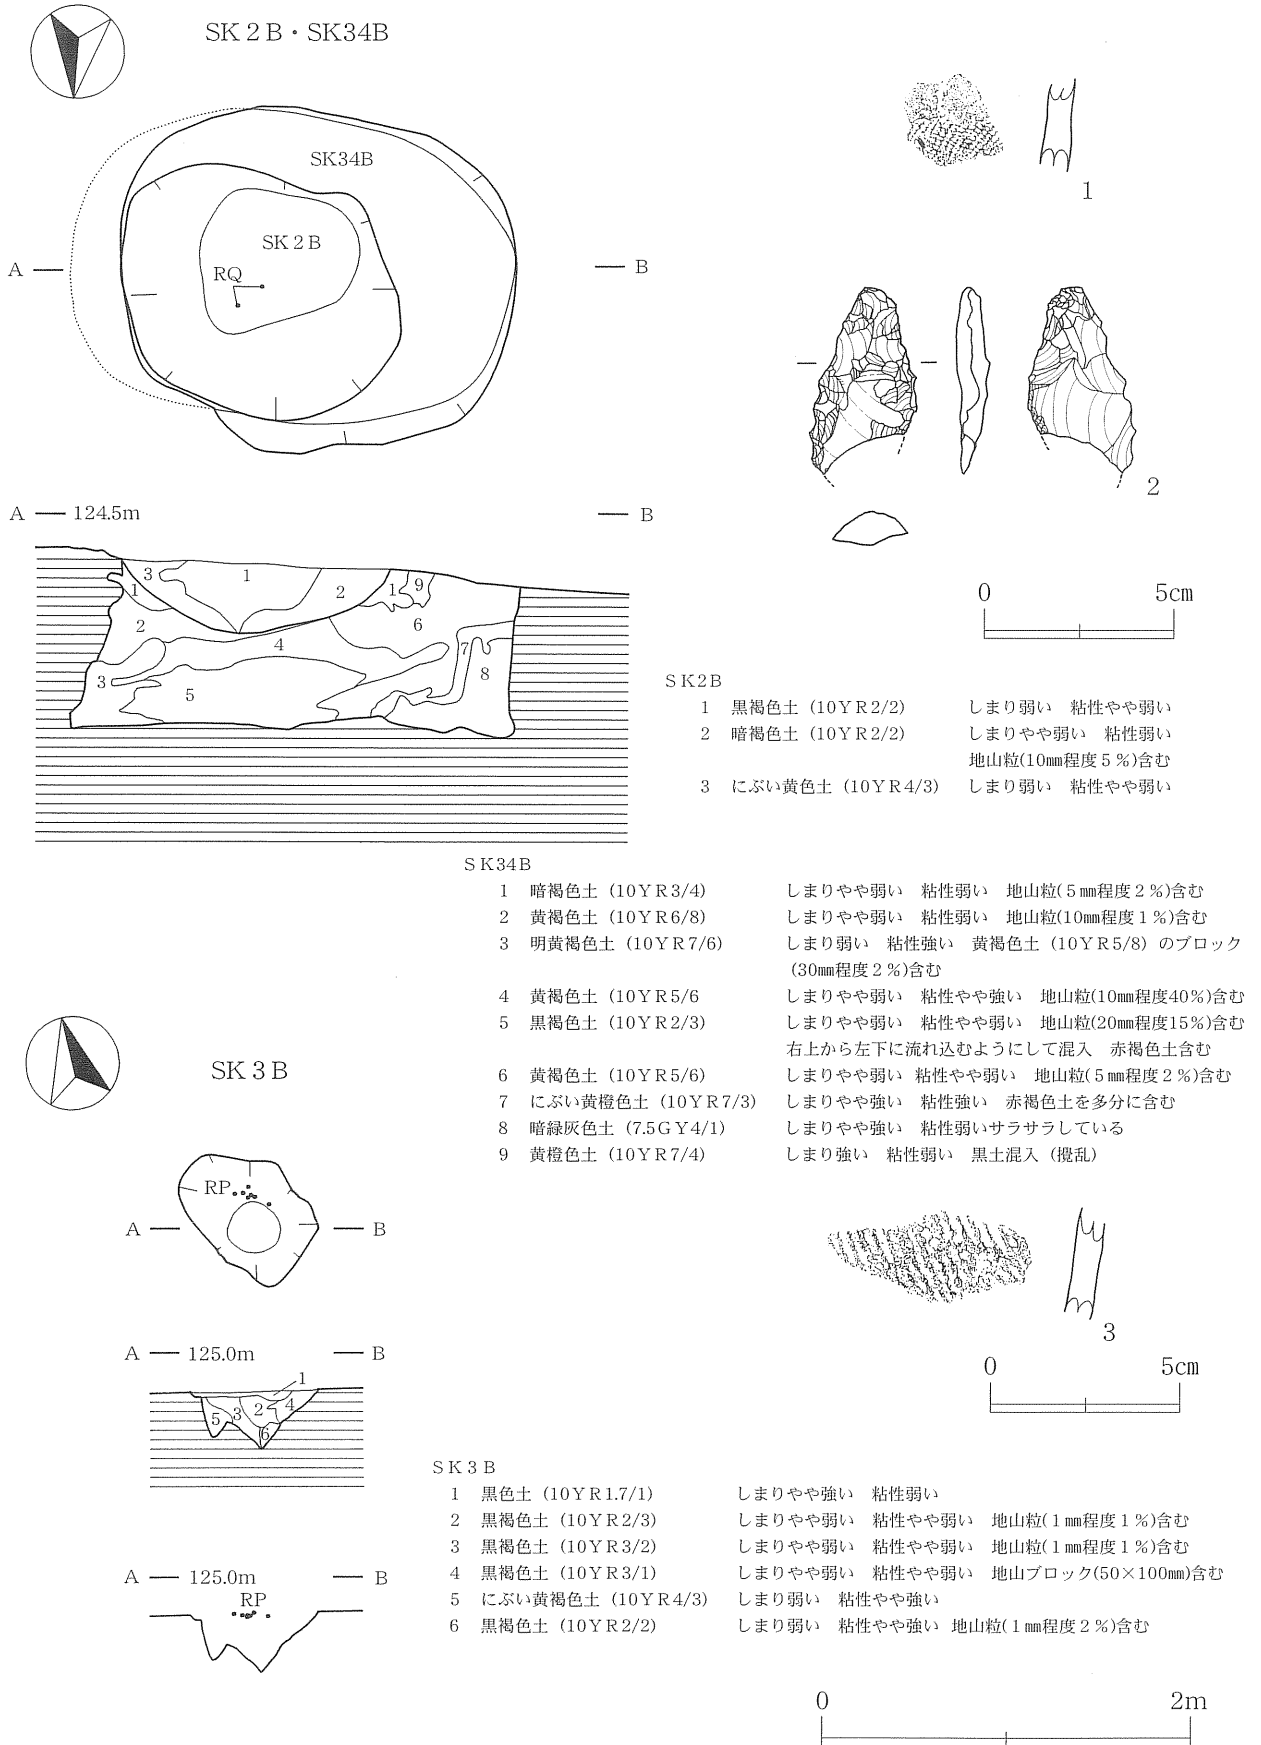 SK２B・SK34B
SK34B
SK２B
RQ
A
B
1
2
A
124.5m
B
3
1
1
2
1
9
2
4
6
7
3
5
8
0
5cm
SK2B
1　黒褐色土（10YR2/2）　しまり弱い　粘性やや弱い
2　暗褐色土（10YR2/2）　しまりやや弱い　粘性弱い
地山粒(10㎜程度５%)含む
3　にぶい黄色土（10YR4/3）　しまり弱い　粘性やや弱い
SK34B
1　暗褐色土（10YR3/4）　しまりやや弱い　粘性弱い　地山粒(５㎜程度２%)含む
2　黄褐色土（10YR6/8）　しまりやや弱い　粘性弱い　地山粒(10㎜程度１%)含む
3　明黄褐色土（10YR7/6）　しまり弱い　粘性強い　黄褐色土（10YR5/8）のブロック
(30㎜程度２%)含む
4　黄褐色土（10YR5/6　しまりやや弱い　粘性やや強い　地山粒(10㎜程度40%)含む
5　黒褐色土（10YR2/3）　しまりやや弱い　粘性やや弱い　地山粒(20㎜程度15%)含む
右上から左下に流れ込むようにして混入　赤褐色土含む
6　黄褐色土（10YR5/6）　しまりやや弱い　粘性やや弱い　地山粒(５㎜程度２%)含む
7　にぶい黄橙色土（10YR7/3）　しまりやや強い　粘性強い　赤褐色土を多分に含む
8　暗緑灰色土（7.5GY4/1）　しまりやや強い　粘性弱いサラサラしている
9　黄橙色土（10YR7/4）　しまり強い　粘性弱い　黒土混入（攪乱）
SK３B
RP
A
B
3
0
5cm
A
125.0m
B
1
5
3
2
4
6
SK３B
1　黒色土（10YR1.7/1）　しまりやや強い　粘性弱い
2　黒褐色土（10YR2/3）　しまりやや弱い　粘性やや弱い　地山粒(１㎜程度１%)含む
3　黒褐色土（10YR3/2）　しまりやや弱い　粘性やや弱い　地山粒(１㎜程度１%)含む
4　黒褐色土（10YR3/1）　しまりやや弱い　粘性やや弱い　地山ブロック(50×100㎜)含む
5　にぶい黄褐色土（10YR4/3）　しまり弱い　粘性やや強い
6　黒褐色土（10YR2/2）　しまり弱い　粘性やや強い　地山粒(１㎜程度２%)含む
A
125.0m
B
RP
0
2m